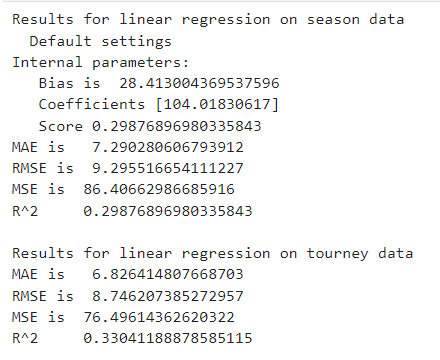 Results for linear regression on season data
Default settings
Internal parameters:
Bias is 28.413004369537596
Coefficients [104.01830617]
Score 0.29876896980335843
MAE is 7.290280606793912
RMSE is 9.295516654111227
MSE is 86.40662986685916
R^2 0.29876896980335843
Results for linear regression on tourney data
MAE is 6.826414807668703
RMSE is 8.746207385272957
MSE is 76.49614362620322
R^2 0.33041188878585115